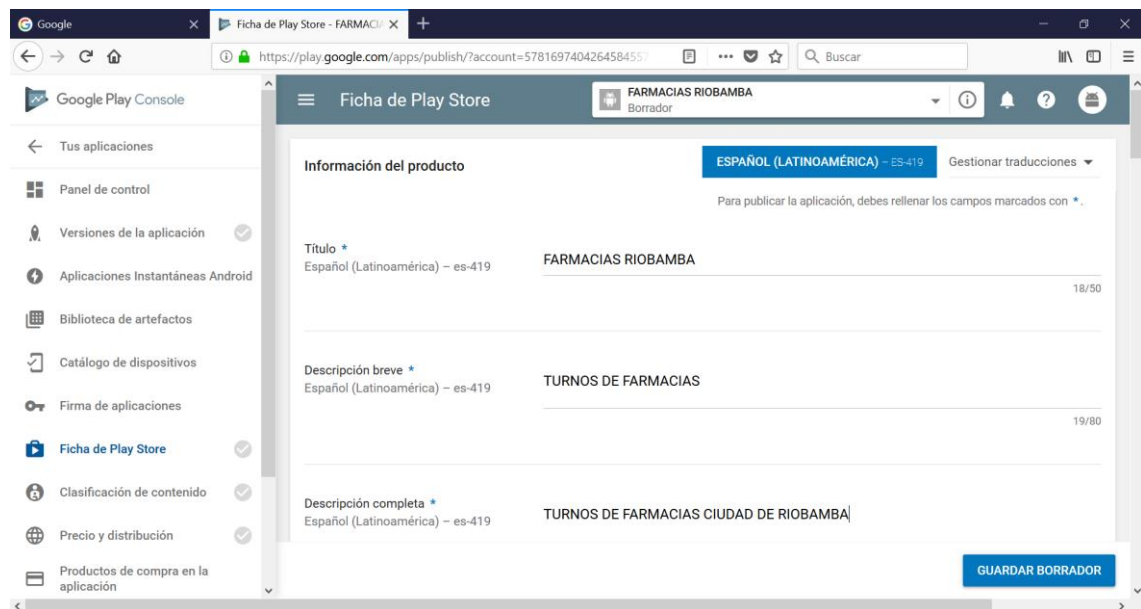 Google
Ficha de Play Store - FARMACIA
https://play.google.com/apps/publish/?account=5781697404264584557
Buscar
Google Play Console
Ficha de Play Store
FARMACIAS RIOBAMBA
Borrador
Tus aplicaciones
Panel de control
Versiones de la aplicación
Aplicaciones Instantáneas Android
Biblioteca de artefactos
Catálogo de dispositivos
Firma de aplicaciones
Ficha de Play Store
Clasificación de contenido
Precio y distribución
Productos de compra en la
aplicación
Información del producto
ESPAÑOL (LATINOAMÉRICA) – ES-419
Gestionar traducciones
Para publicar la aplicación, debes rellenar los campos marcados con *.
Título *
Español (Latinoamérica) – es-419
FARMACIAS RIOBAMBA
18/50
Descripción breve *
Español (Latinoamérica) – es-419
TURNOS DE FARMACIAS
19/80
Descripción completa *
Español (Latinoamérica) – es-419
TURNOS DE FARMACIAS CIUDAD DE RIOBAMBA
GUARDAR BORRADOR